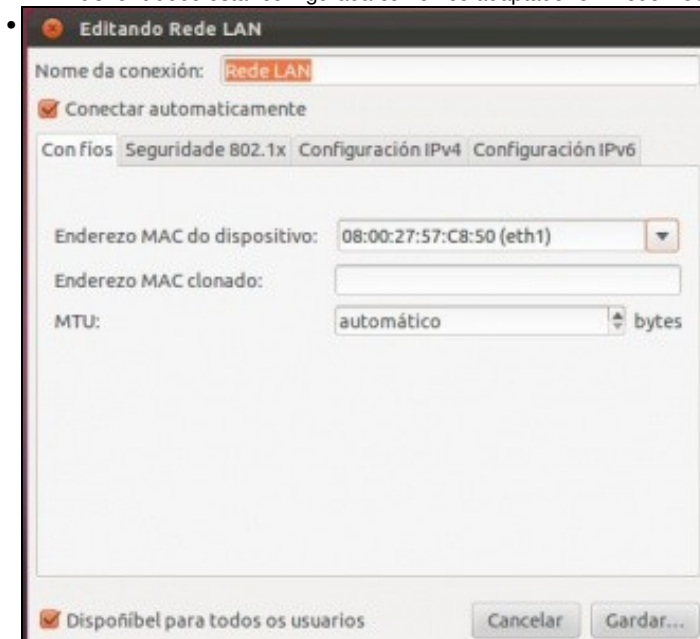 Editando Rede LAN
Nome da conexión: Rede LAN
Conectar automaticamente
Con fíos Seguridade 802.1x Configuración IPv4 Configuración IPv6
Enderezo MAC do dispositivo: 08:00:27:57:C8:50 (eth1)
Enderezo MAC clonado:
MTU: automático bytes
Dispoñíbel para todos os usuarios Cancelar Gardar...